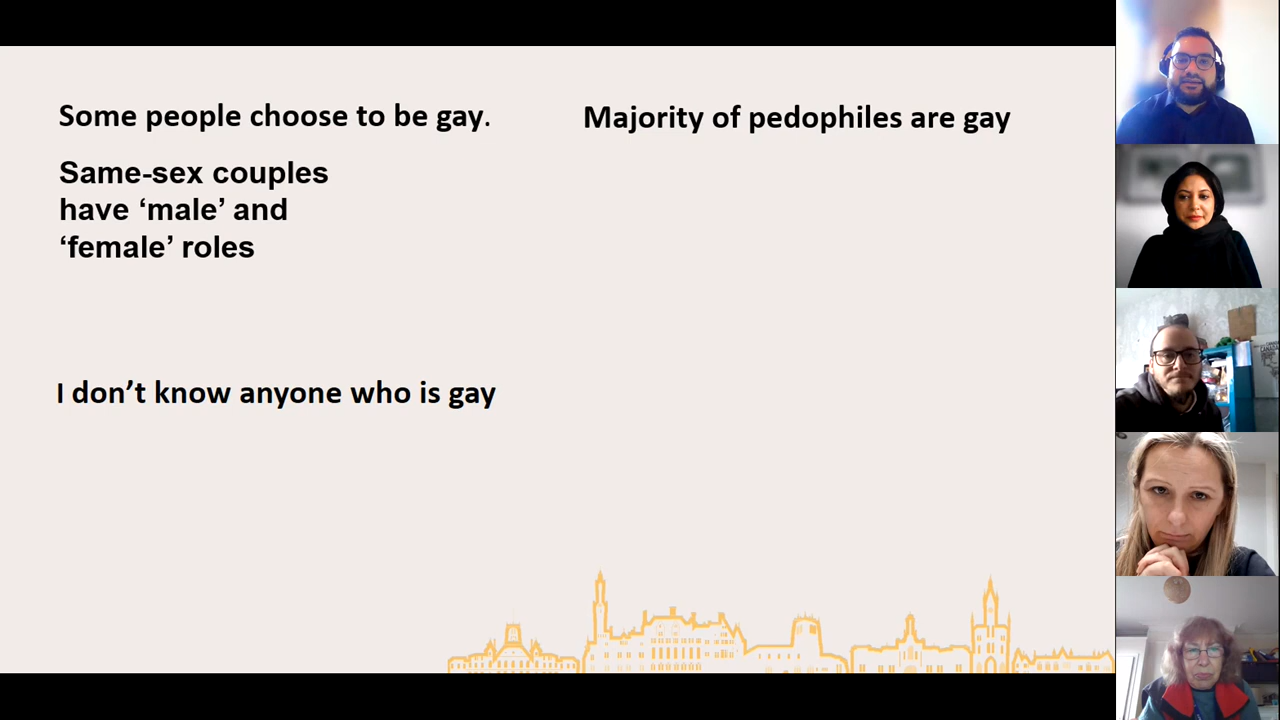 Some people choose to be gay.
Majority of pedophiles are gay
Same-sex couples
have ‘male’ and
‘female’ roles
I don’t know anyone who is gay